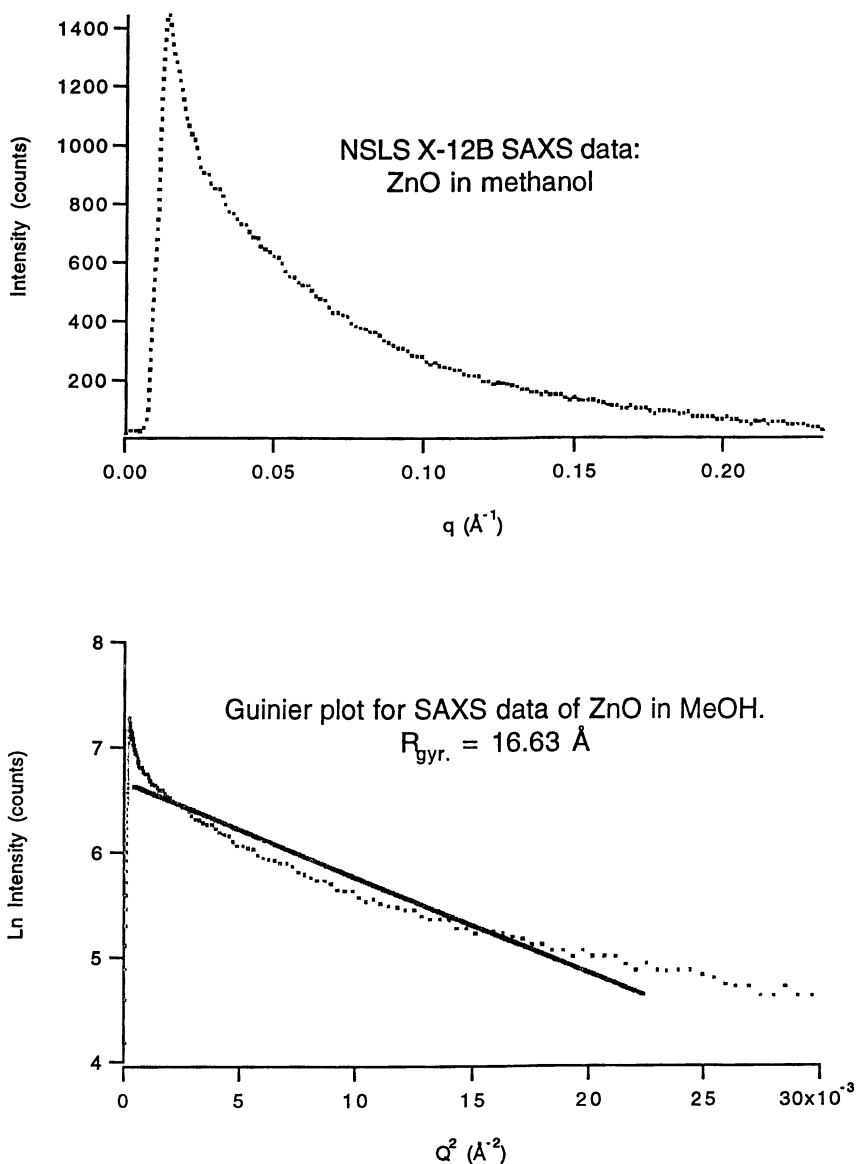 1400
1200
1000
800
600
400
200
Intensity (counts)
NSLS X-12B SAXS data:
ZnO in methanol
0.00 0.05 0.10 0.15 0.20
q (Å⁻¹)
8
7
6
5
4
Ln Intensity (counts)
Guinier plot for SAXS data of ZnO in MeOH.
R_gyr. = 16.63 Å
0 5 10 15 20 25 30x10⁻³
Q² (Å⁻²)